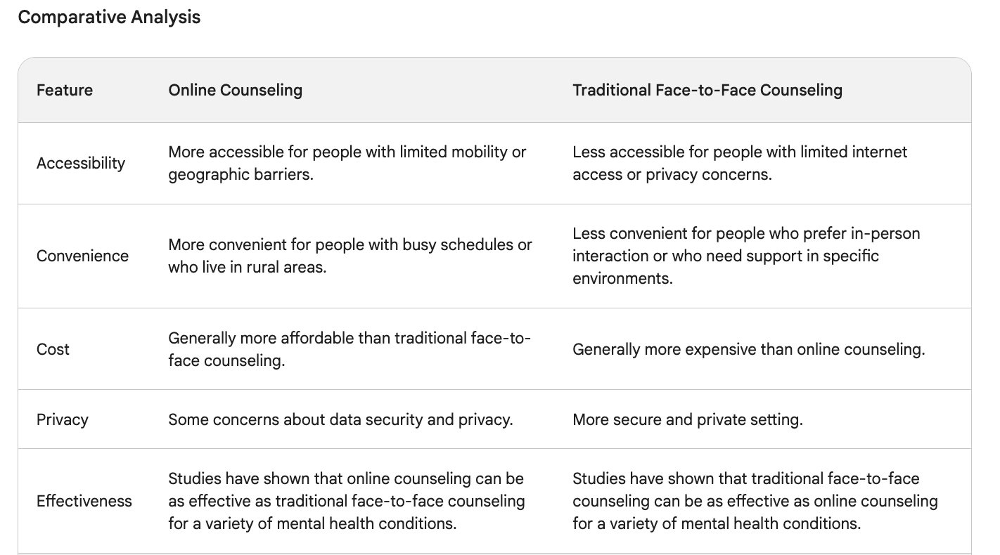 Comparative Analysis
Feature
Online Counseling
Traditional Face-to-Face Counseling
Accessibility
More accessible for people with limited mobility or
geographic barriers.
Less accessible for people with limited internet
access or privacy concerns.
Convenience
More convenient for people with busy schedules or
who live in rural areas.
Less convenient for people who prefer in-person
interaction or who need support in specific
environments.
Cost
Generally more affordable than traditional face-to-
face counseling.
Generally more expensive than online counseling.
Privacy
Some concerns about data security and privacy.
More secure and private setting.
Effectiveness
Studies have shown that online counseling can be
as effective as traditional face-to-face counseling
for a variety of mental health conditions.
Studies have shown that traditional face-to-face
counseling can be as effective as online counseling
for a variety of mental health conditions.